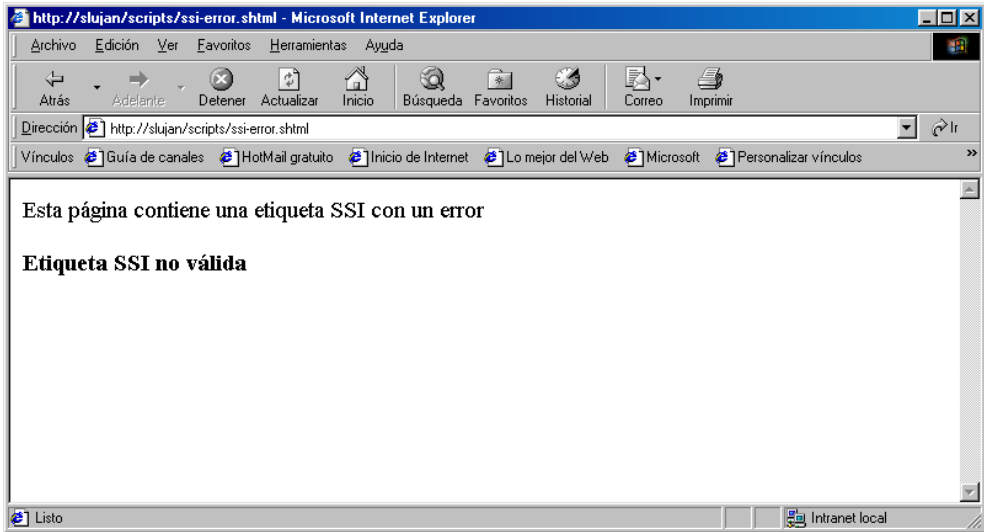 http://slujan/scripts/ssi-error.shtml - Microsoft Internet Explorer
Archivo Edición Ver Favoritos Herramientas Ayuda
Atrás Adelante Detener Actualizar Inicio Búsqueda Favoritos Historial Correo Imprimir
Dirección http://slujan/scripts/ssi-error.shtml Ir
Vínculos Guía de canales HotMail gratuito Inicio de Internet Lo mejor del Web Microsoft Personalizar vínculos »
Esta página contiene una etiqueta SSI con un error
Etiqueta SSI no válida
Listo Intranet local